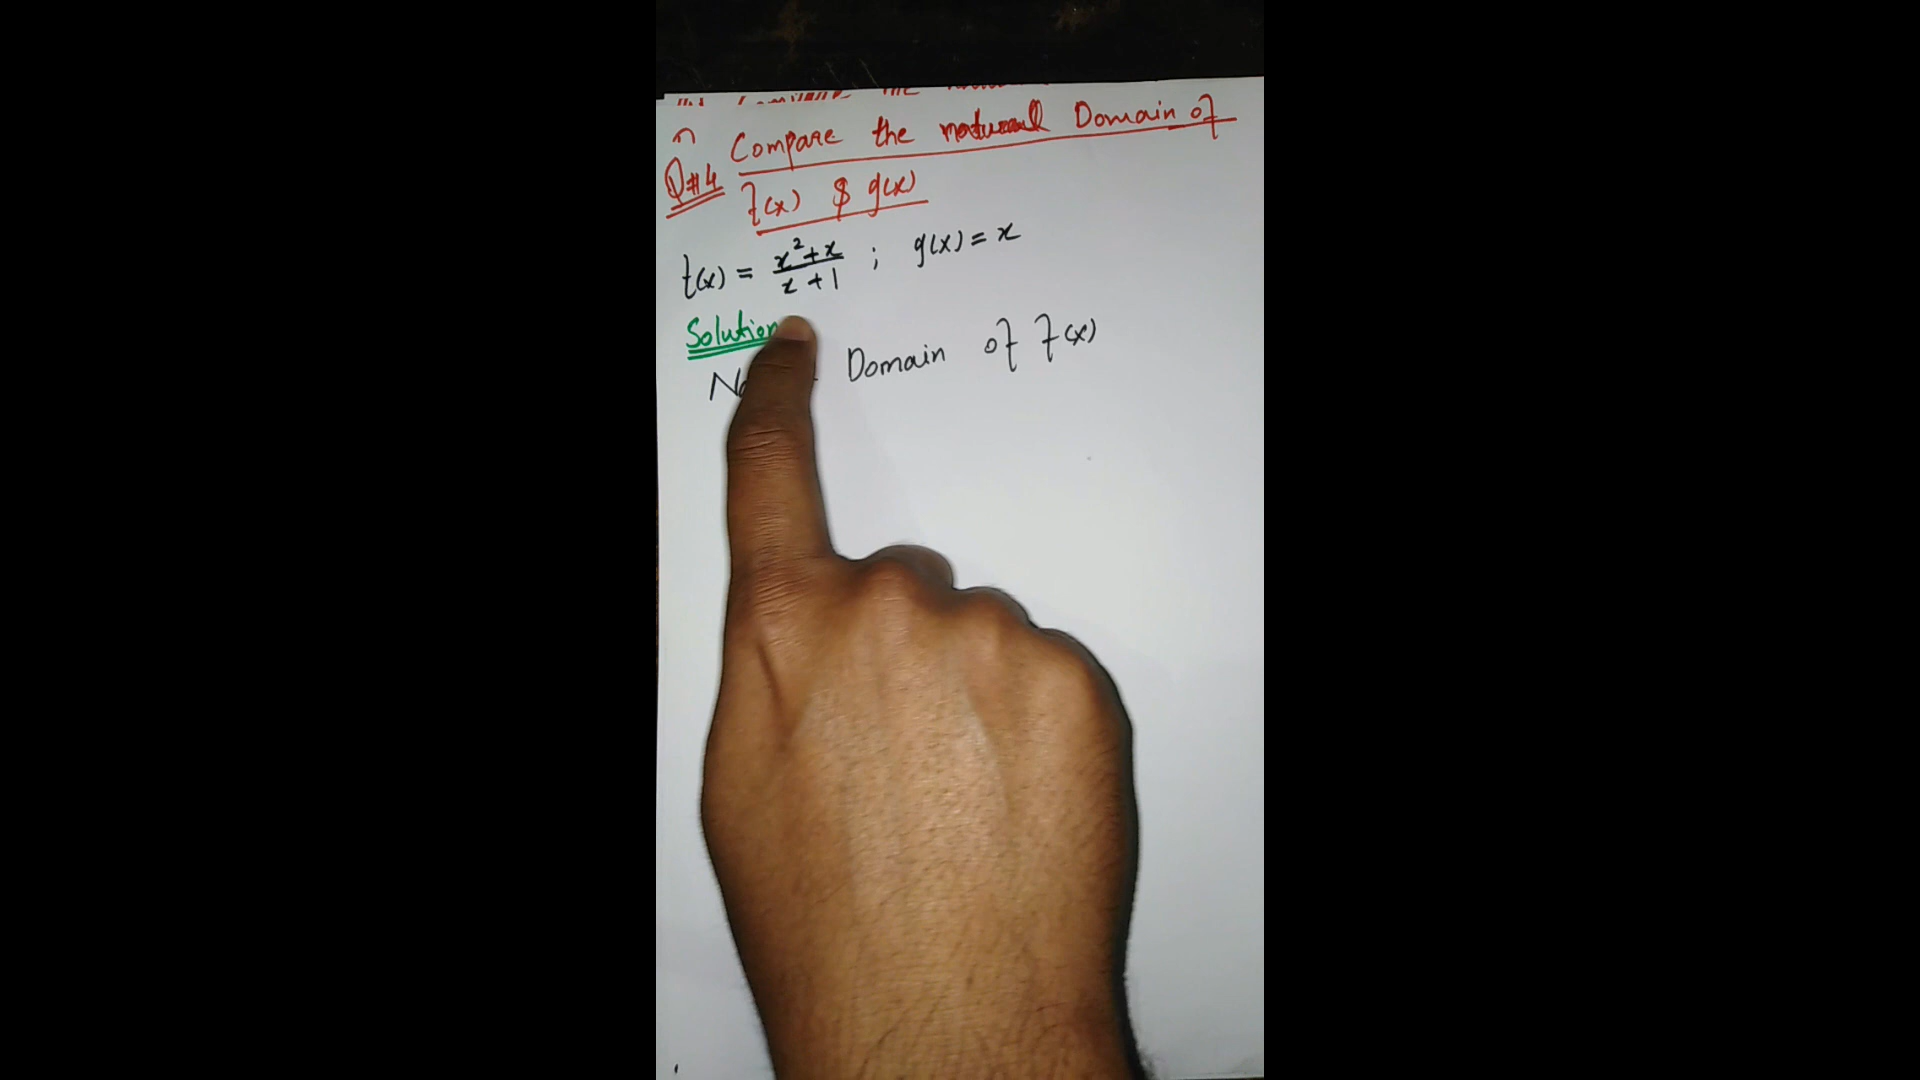 Compare the natural Domain of
Q#4 f(x) $ g(x)
f(x) = x²+x / x+1 ; g(x) = x
Solution
Domain of f(x)